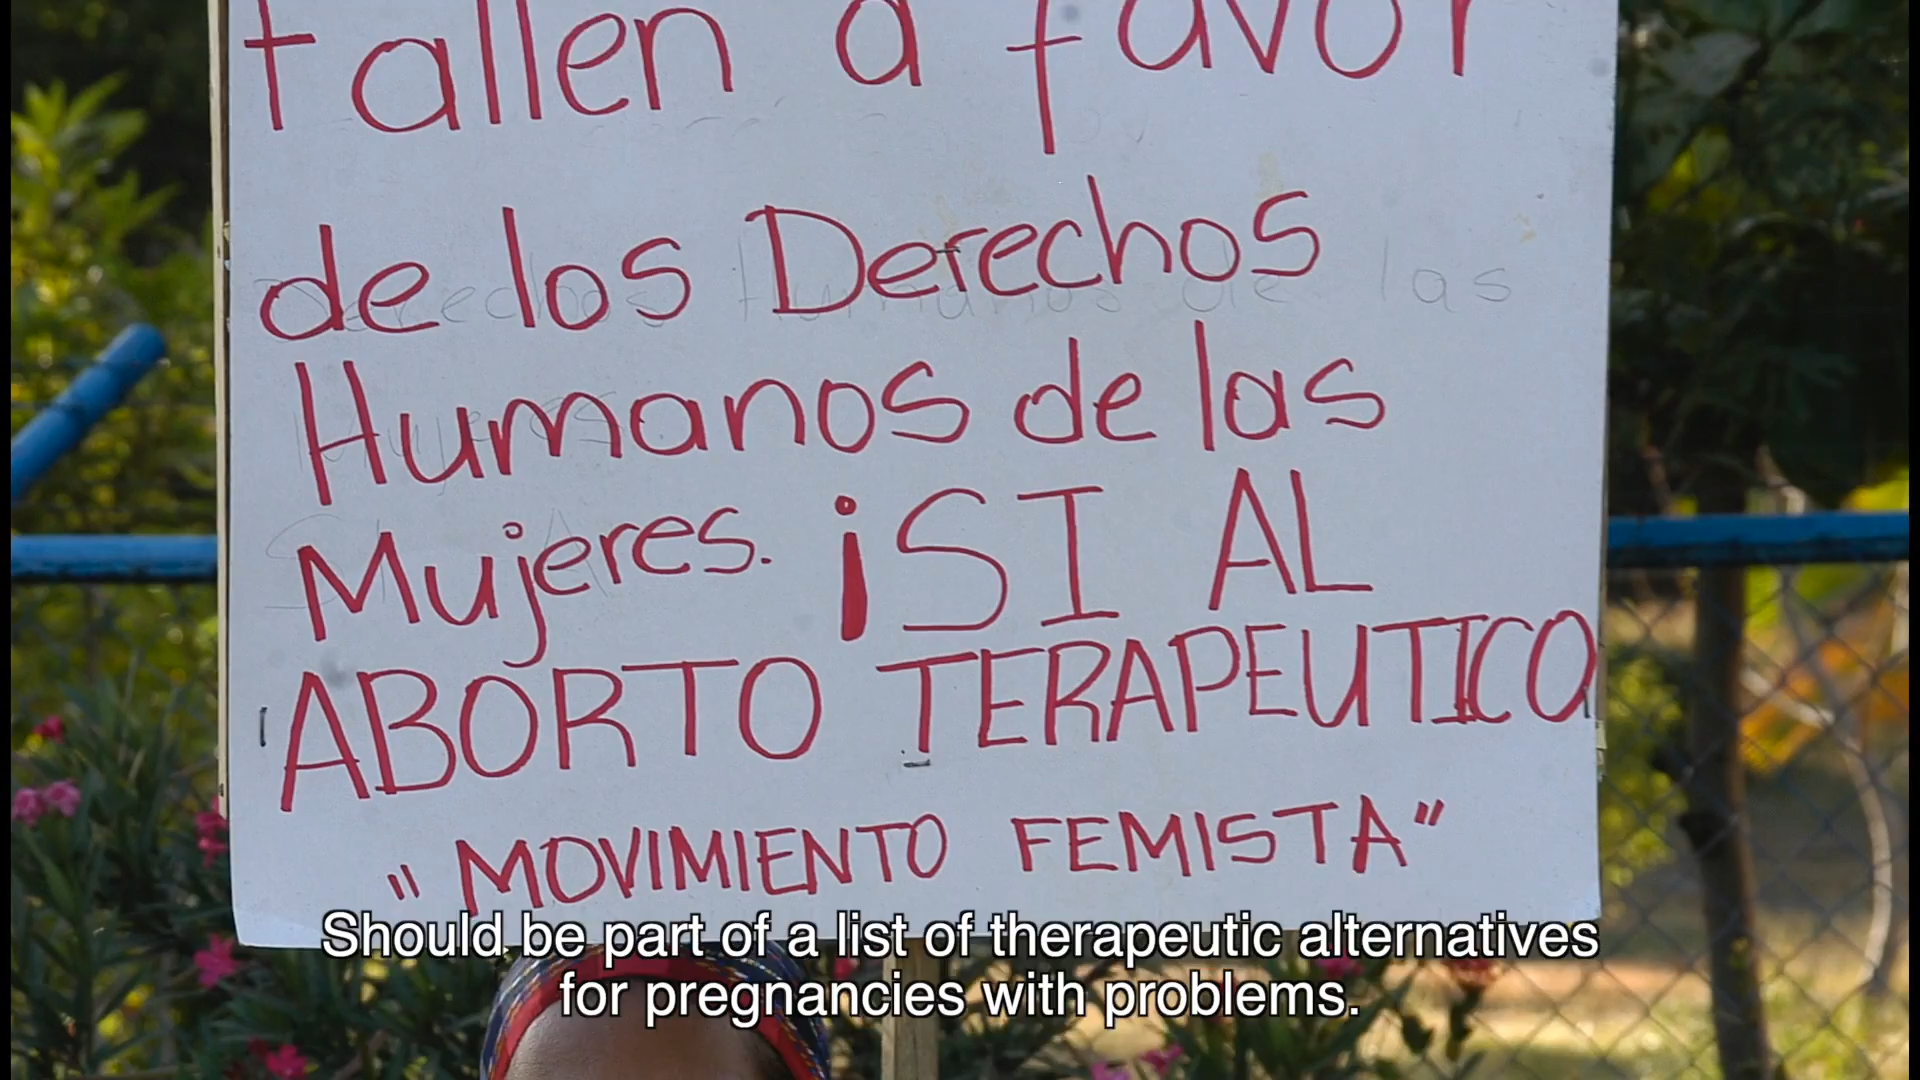 fallen a favor
de los Derechos
Humanos de las
Mujeres. ¡SI AL
ABORTO TERAPEUTICO
"MOVIMIENTO FEMISTA"
Should be part of a list of therapeutic alternatives
for pregnancies with problems.